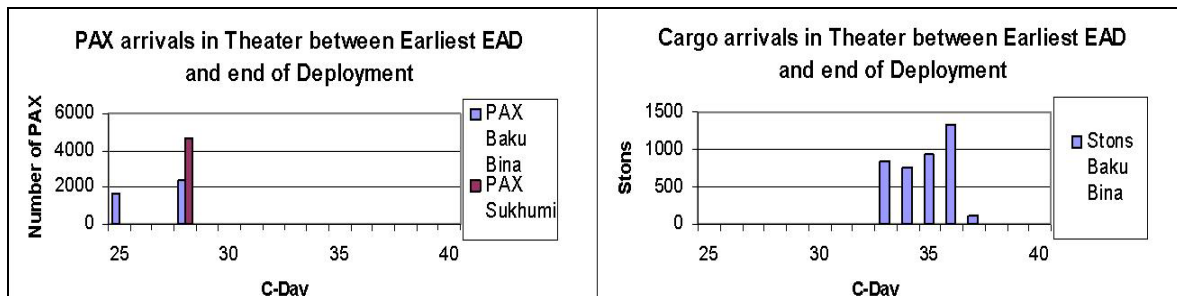 PAX arrivals in Theater between Earliest EAD
and end of Deployment
Number of PAX
6000
4000
2000
0
25 30 35 40
C-Day
PAX
Baku
Bina
PAX
Sukhumi
Cargo arrivals in Theater between Earliest EAD
and end of Deployment
Stons
1500
1000
500
0
25 30 35 40
C-Day
Stons
Baku
Bina